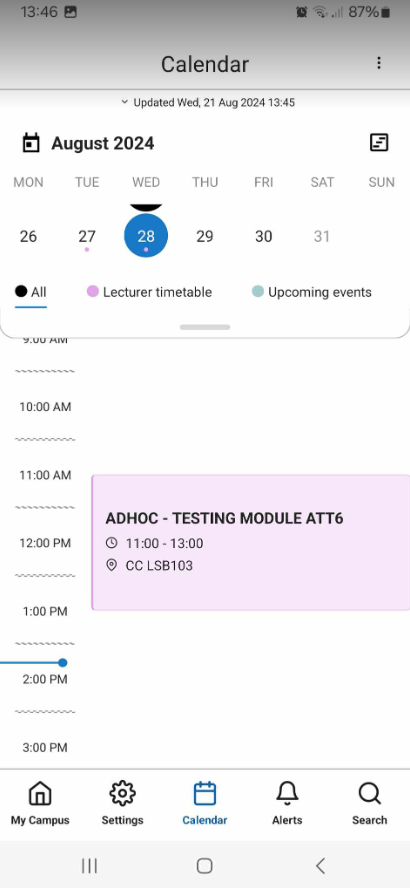 13:46 87%
Calendar
Updated Wed, 21 Aug 2024 13:45
August 2024
MON TUE WED THU FRI SAT SUN
26 27 28 29 30 31
All Lecturer timetable Upcoming events
9:00 AM
10:00 AM
11:00 AM
ADHOC - TESTING MODULE ATT6
12:00 PM 11:00 - 13:00
CC LSB103
1:00 PM
2:00 PM
3:00 PM
My Campus Settings Calendar Alerts Search